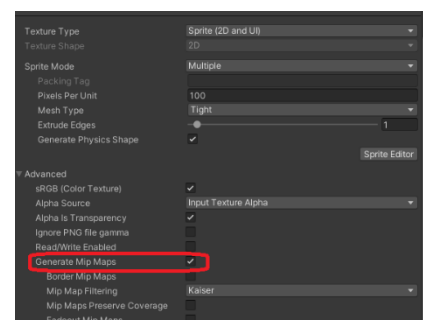 Texture Type Sprite (2D and UI)
Texture Shape 2D
Sprite Mode Multiple
Packing Tag
Pixels Per Unit 100
Mesh Type Tight
Extrude Edges 1
Generate Physics Shape
Sprite Editor
Advanced
sRGB (Color Texture)
Alpha Source Input Texture Alpha
Alpha Is Transparency
Ignore PNG file gamma
Read/Write Enabled
Generate Mip Maps
Border Mip Maps
Mip Map Filtering Kaiser
Mip Maps Preserve Coverage
Fadeout Mip Maps